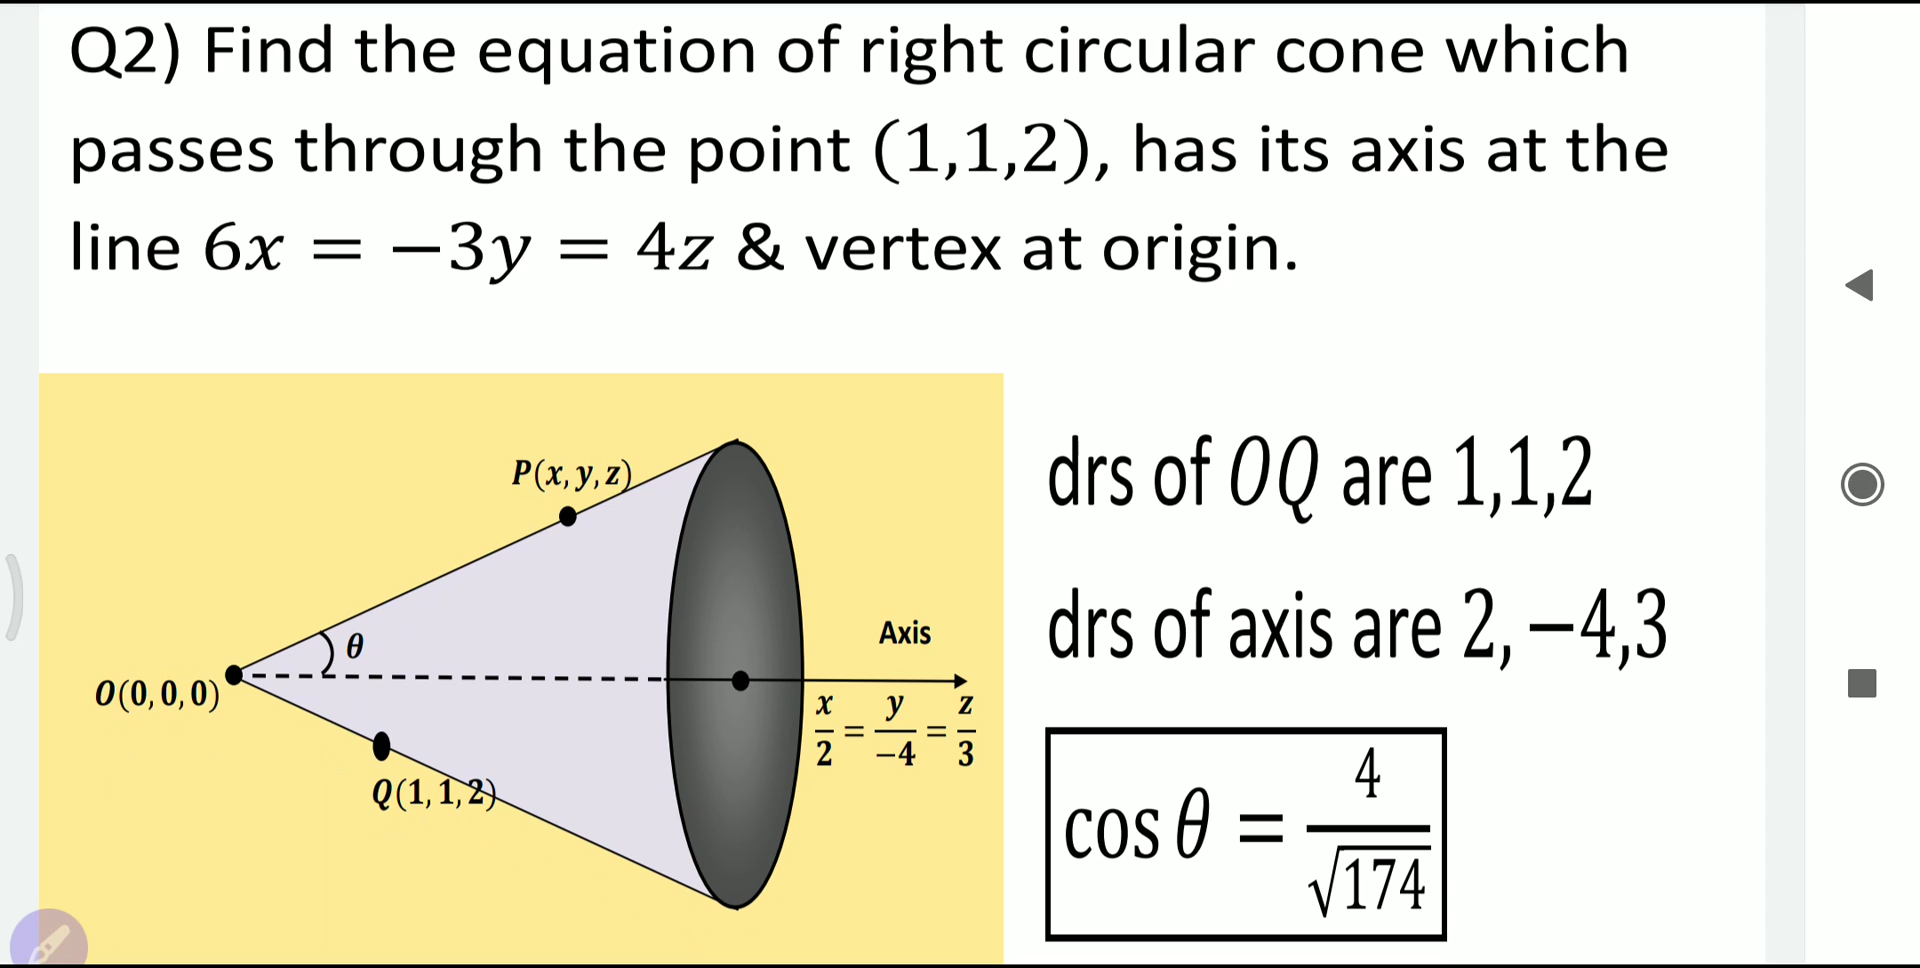 Q2) Find the equation of right circular cone which
passes through the point (1,1,2), has its axis at the
line 6x = −3y = 4z & vertex at origin.
P(x, y, z)
θ
O(0, 0, 0)
Q(1, 1, 2)
Axis
x/2 = y/−4 = z/3
drs of OQ are 1,1,2
drs of axis are 2, −4,3
cos θ = 4/√174